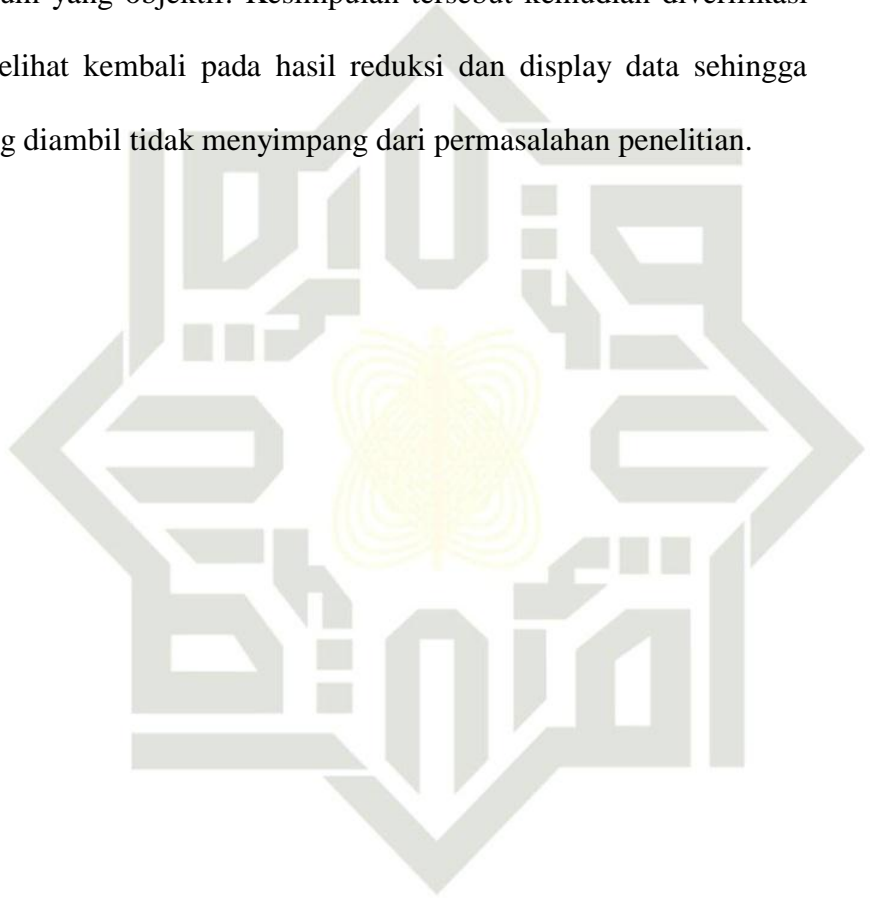 yang objektif. Kesimpulan tersebut kemudian diverifikasi
elihat kembali pada hasil reduksi dan display data sehingga
g diambil tidak menyimpang dari permasalahan penelitian.